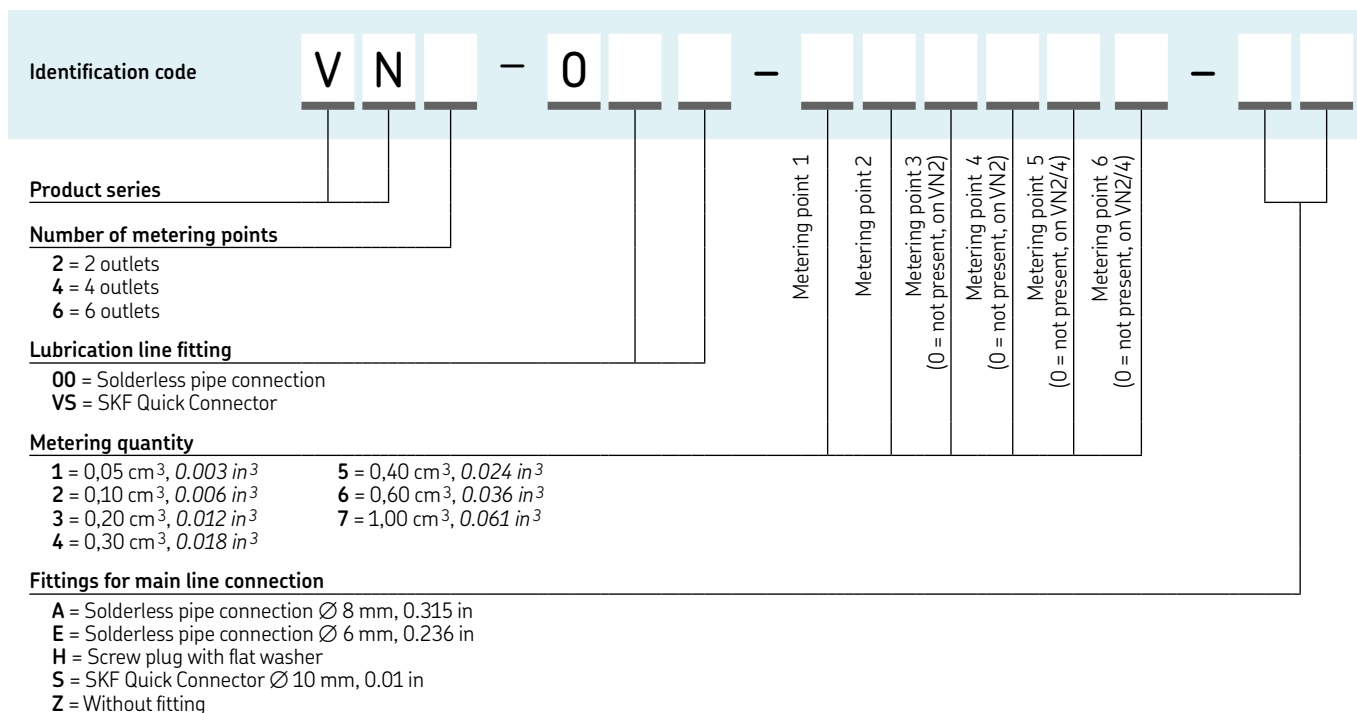 Identification code V N – 0 – –
Metering point 1
Metering point 2
Metering point 3
(0 = not present, on VN2)
Metering point 4
(0 = not present, on VN2)
Metering point 5
(0 = not present, on VN2/4)
Metering point 6
(0 = not present, on VN2/4)
Product series
Number of metering points
2 = 2 outlets
4 = 4 outlets
6 = 6 outlets
Lubrication line fitting
00 = Solderless pipe connection
VS = SKF Quick Connector
Metering quantity
1 = 0,05 cm³, 0.003 in³
2 = 0,10 cm³, 0.006 in³
3 = 0,20 cm³, 0.012 in³
4 = 0,30 cm³, 0.018 in³
5 = 0,40 cm³, 0.024 in³
6 = 0,60 cm³, 0.036 in³
7 = 1,00 cm³, 0.061 in³
Fittings for main line connection
A = Solderless pipe connection ∅ 8 mm, 0.315 in
E = Solderless pipe connection ∅ 6 mm, 0.236 in
H = Screw plug with flat washer
S = SKF Quick Connector ∅ 10 mm, 0.01 in
Z = Without fitting